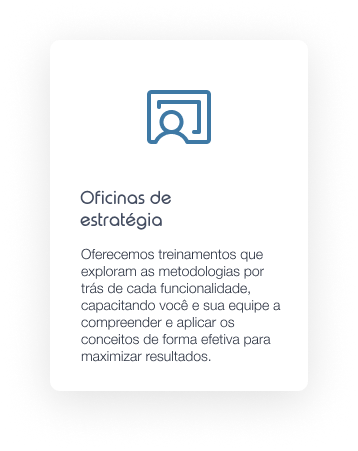 Oficinas de
estratégia
Oferecemos treinamentos que
exploram as metodologias por
trás de cada funcionalidade,
capacitando você e sua equipe a
compreender e aplicar os
conceitos de forma efetiva para
maximizar resultados.